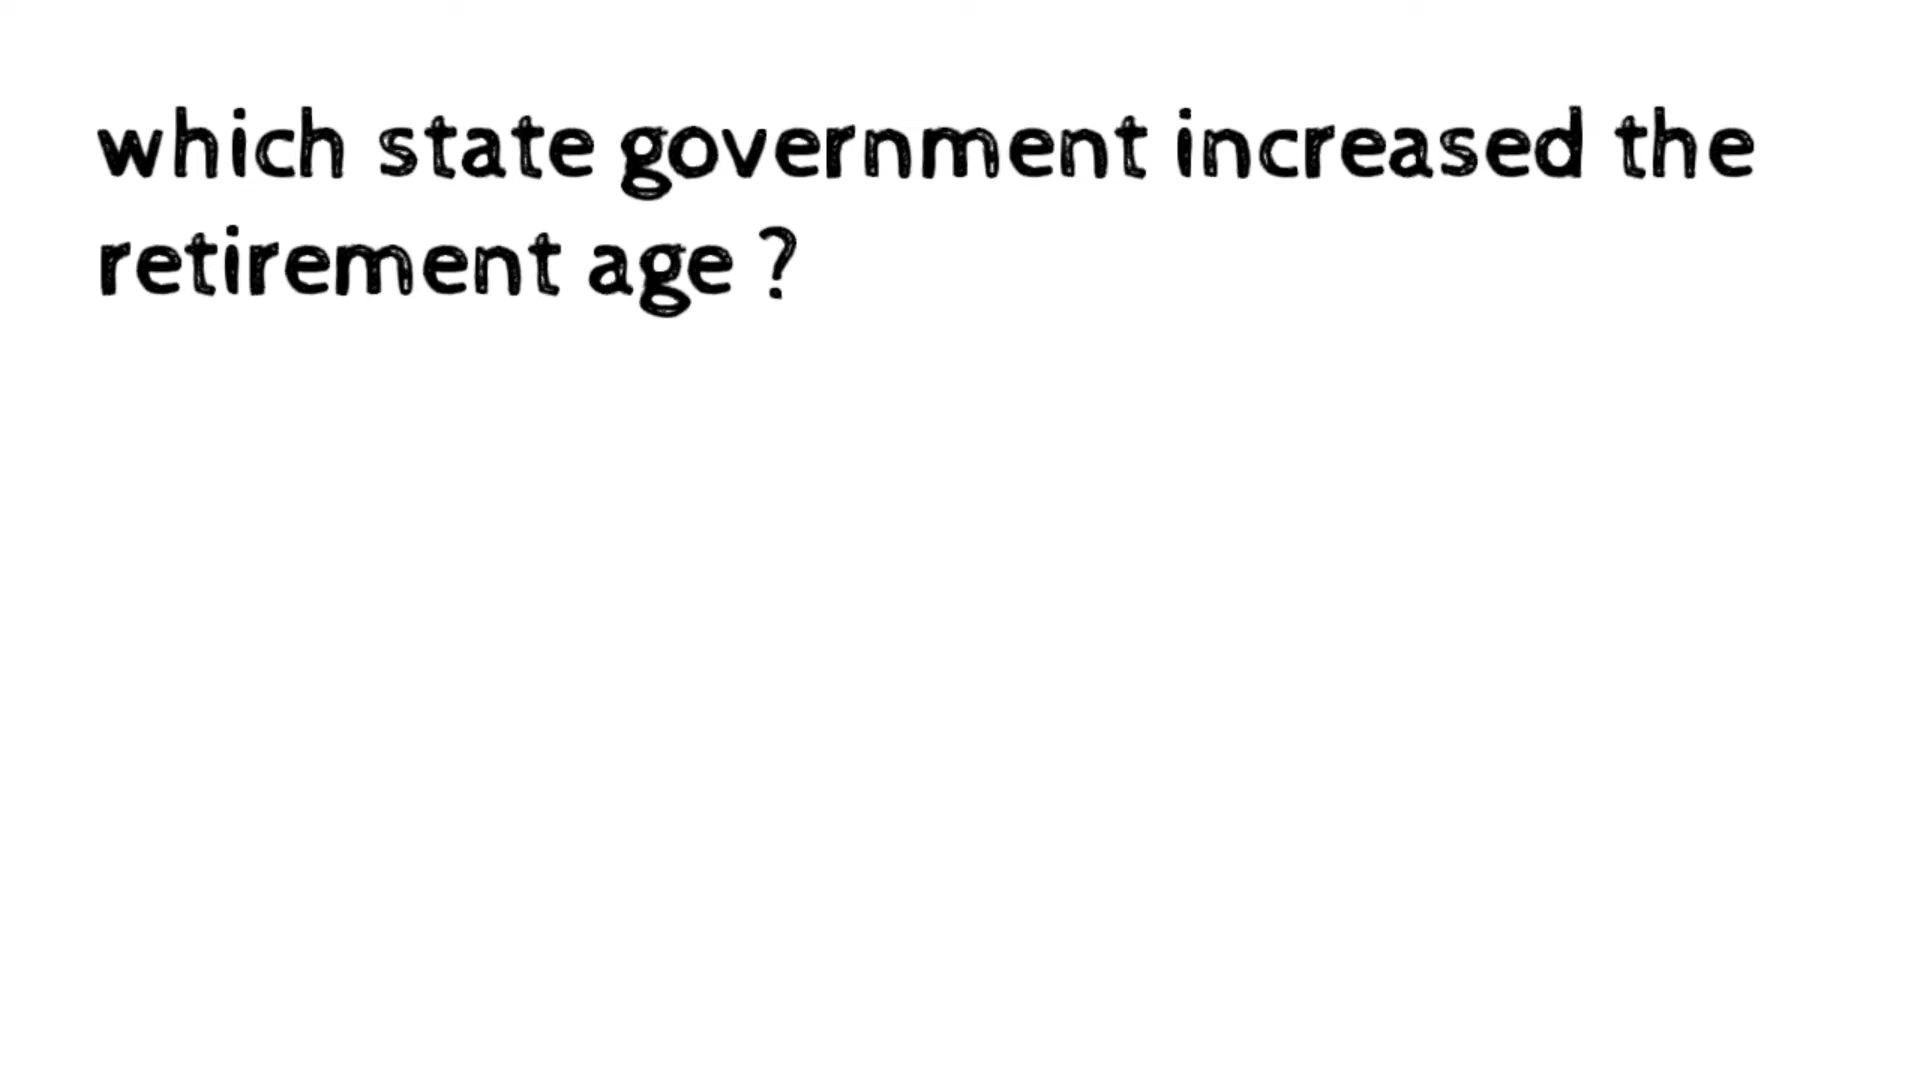 which state government increased the
retirement age ?